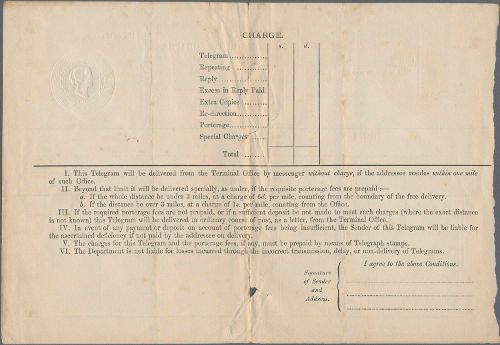 CHARGE.
s. d.
Telegram
Repeating
Reply
Excess in Reply Paid
Extra Copies
Re-direction
Porterage
Special Charges
Total
I. This Telegram will be delivered from the Terminal Office by messenger without charge, if the addressee resides within one mile
of such Office.
II. Beyond that limit it will be delivered specially, as under, if the requisite porterage fees are prepaid :—
a. If the whole distance be under 3 miles, at a charge of 6d. per mile, counting from the boundary of the free delivery.
b. If the distance be over 3 miles, at a charge of 1s. per mile, counting from the Office.
III. If the required porterage fees are not prepaid, or if a sufficient deposit be not made to meet such charges (where the exact distance
is not known) this Telegram will be delivered in ordinary course of post, as a letter, from the Terminal Office.
IV. In event of any payment or deposit on account of porterage fees being insufficient, the Sender of this Telegram will be liable for
the ascertained deficiency if not paid by the addressee on delivery.
V. The charges for this Telegram and the porterage fees, if any, must be prepaid by means of Telegraph stamps.
VI. The Department is not liable for losses incurred through the incorrect transmission, delay, or non-delivery of Telegrams.
I agree to the above Conditions.
Signature
of Sender
and
Address.